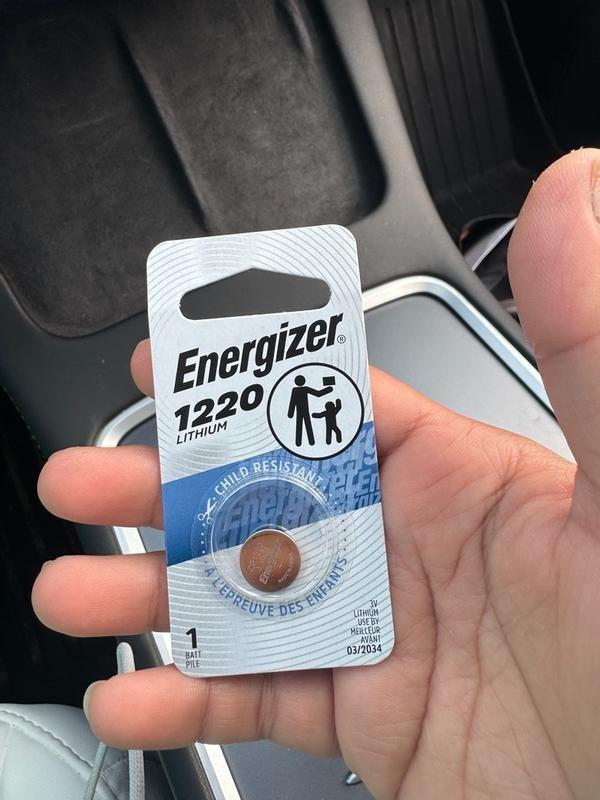 Energizer®
1220
LITHIUM
CHILD RESISTANT
Energizer
À L'ÉPREUVE DES ENFANTS
1
BATT
PILE
3V
LITHIUM
USE BY
MEILLEUR
AVANT
03/2034